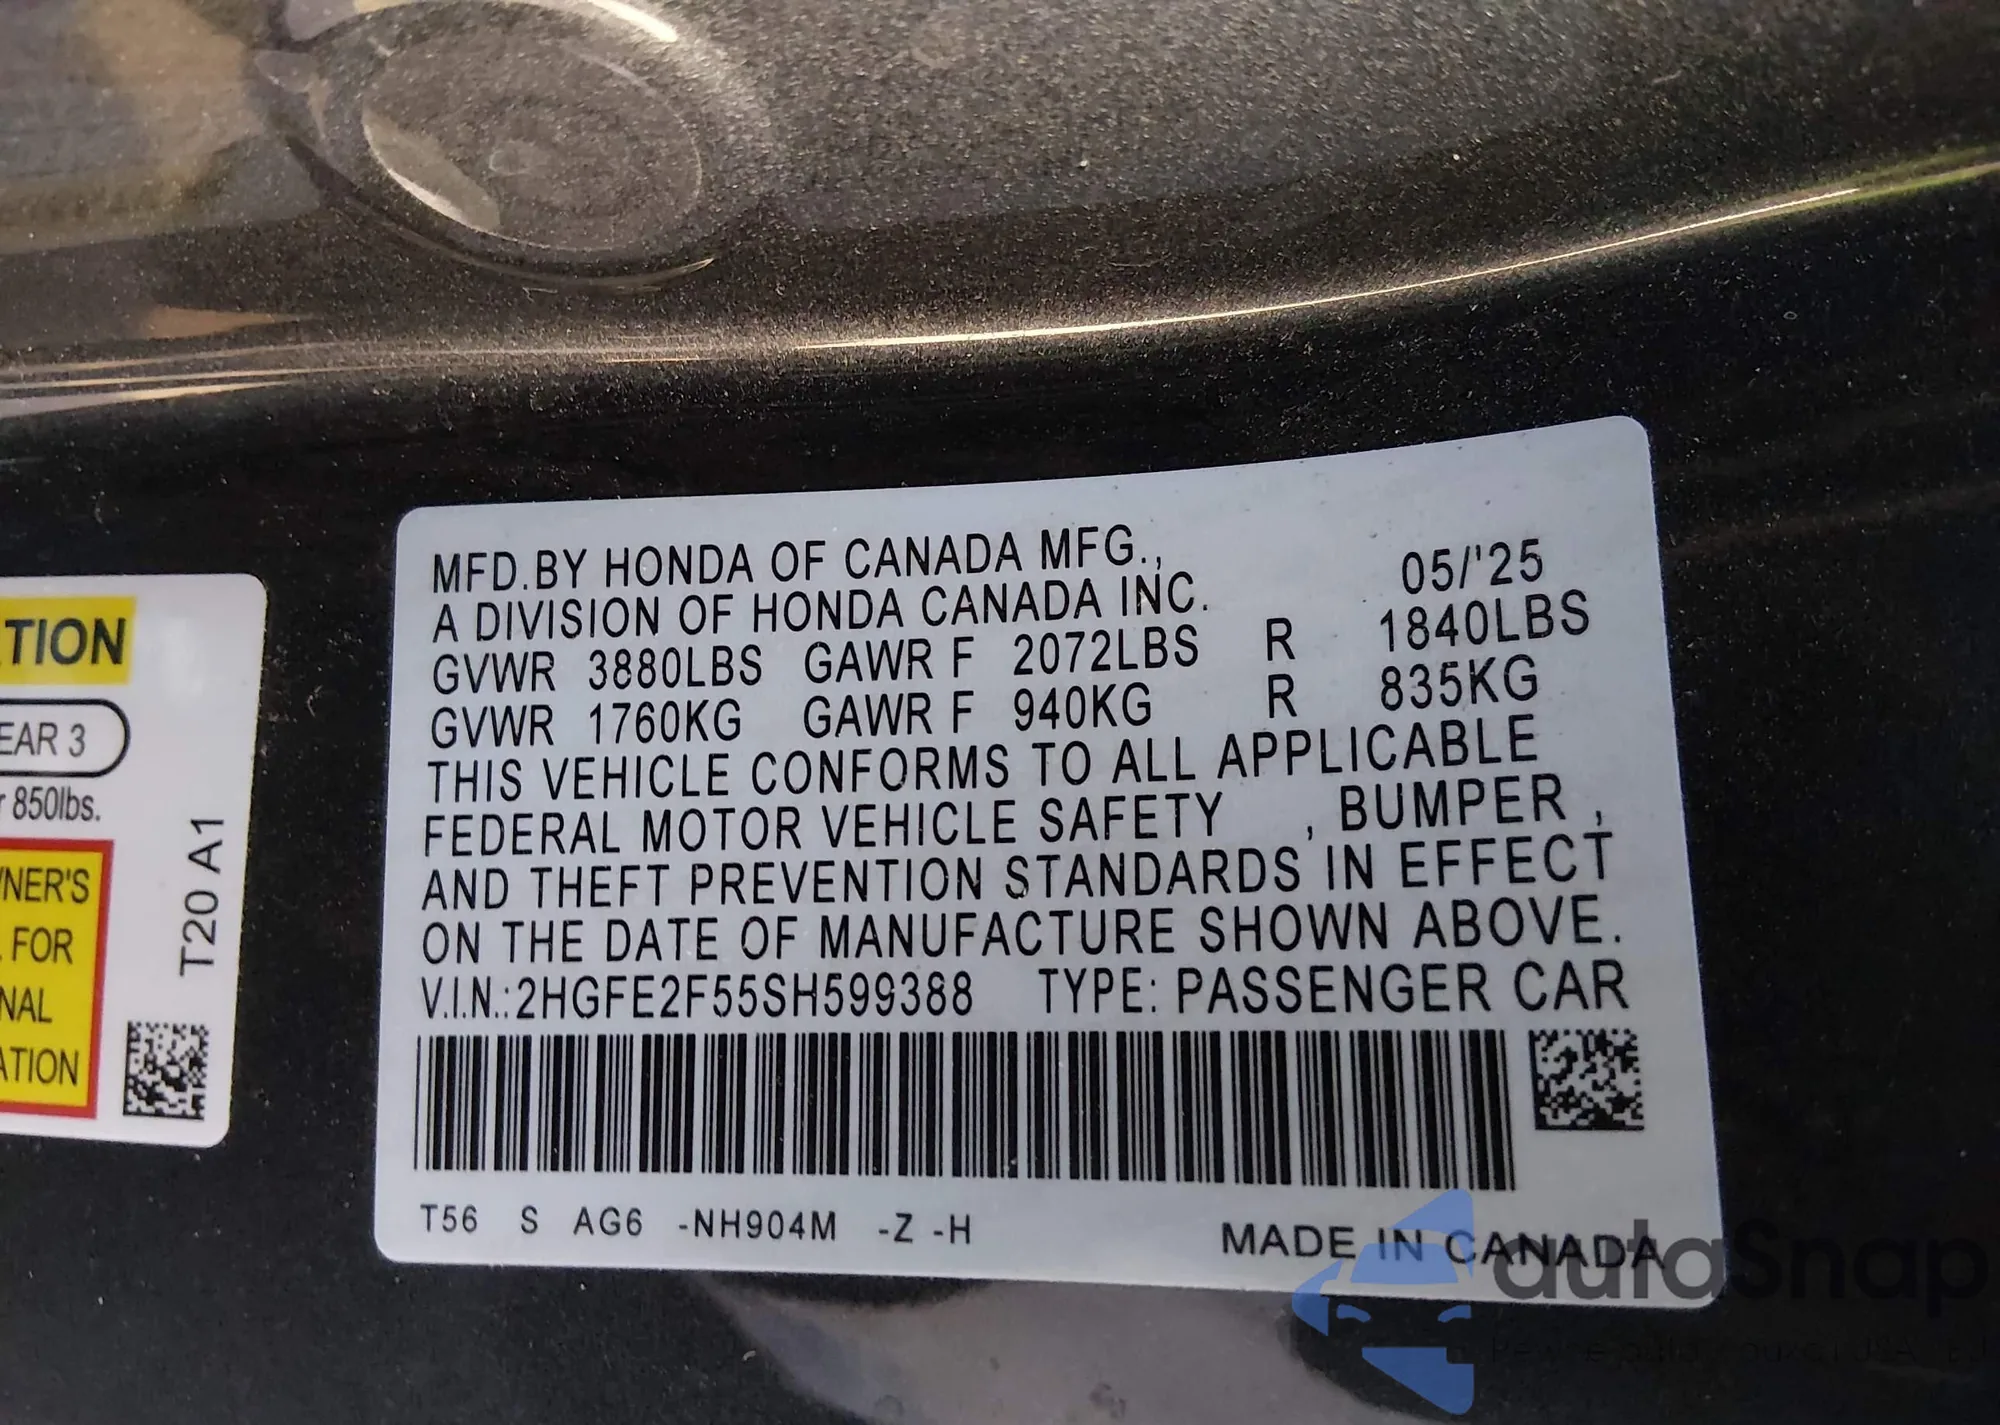 TION
EAR 3
r 850lbs.
NER'S
FOR
NAL
ATION
T20 A1
MFD.BY HONDA OF CANADA MFG., 05/'25
A DIVISION OF HONDA CANADA INC.
GVWR 3880LBS GAWR F 2072LBS R 1840LBS
GVWR 1760KG GAWR F 940KG R 835KG
THIS VEHICLE CONFORMS TO ALL APPLICABLE
FEDERAL MOTOR VEHICLE SAFETY , BUMPER ,
AND THEFT PREVENTION STANDARDS IN EFFECT
ON THE DATE OF MANUFACTURE SHOWN ABOVE.
V.I.N.:2HGFE2F55SH599388 TYPE: PASSENGER CAR
T56 S AG6 -NH904M -Z -H
MADE IN CANADA
autoSnap